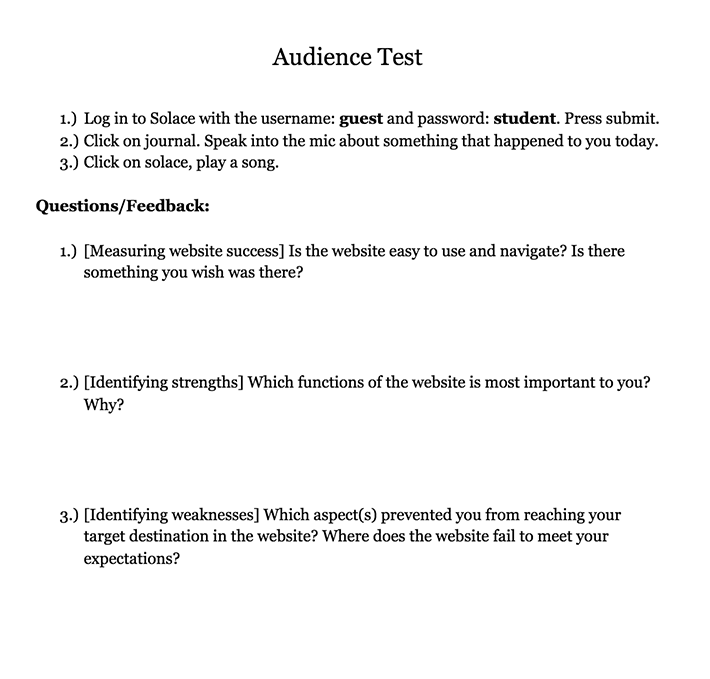 Audience Test
1.) Log in to Solace with the username: guest and password: student. Press submit.
2.) Click on journal. Speak into the mic about something that happened to you today.
3.) Click on solace, play a song.
Questions/Feedback:
1.) [Measuring website success] Is the website easy to use and navigate? Is there
something you wish was there?
2.) [Identifying strengths] Which functions of the website is most important to you?
Why?
3.) [Identifying weaknesses] Which aspect(s) prevented you from reaching your
target destination in the website? Where does the website fail to meet your
expectations?